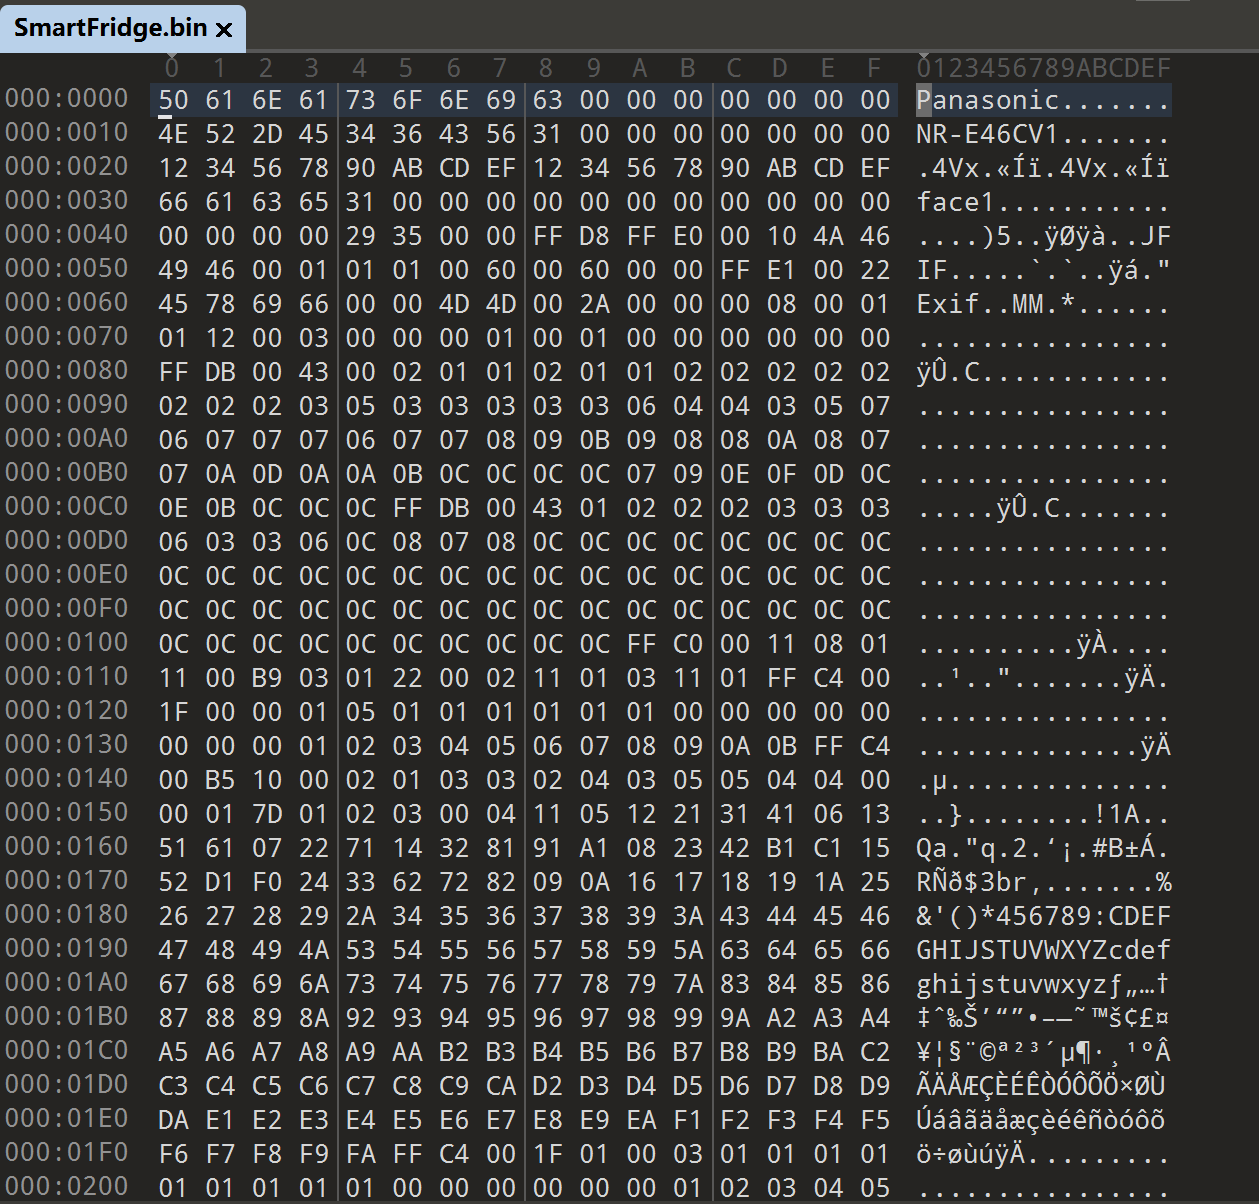 SmartFridge.bin ×
0 1 2 3 4 5 6 7 8 9 A B C D E F 0123456789ABCDEF
000:0000 50 61 6E 61 73 6F 6E 69 63 00 00 00 00 00 00 00 Panasonic.......
000:0010 4E 52 2D 45 34 36 43 56 31 00 00 00 00 00 00 00 NR-E46CV1.......
000:0020 12 34 56 78 90 AB CD EF 12 34 56 78 90 AB CD EF .4Vx.«Íï.4Vx.«Íï
000:0030 66 61 63 65 31 00 00 00 00 00 00 00 00 00 00 00 face1...........
000:0040 00 00 00 00 29 35 00 00 FF D8 FF E0 00 10 4A 46 ....)5..ÿØÿà..JF
000:0050 49 46 00 01 01 01 00 60 00 60 00 00 FF E1 00 22 IF.....`.`..ÿá."
000:0060 45 78 69 66 00 00 4D 4D 00 2A 00 00 00 08 00 01 Exif..MM.*......
000:0070 01 12 00 03 00 00 00 01 00 01 00 00 00 00 00 00 ................
000:0080 FF DB 00 43 00 02 01 01 02 01 01 02 02 02 02 02 ÿÛ.C............
000:0090 02 02 02 03 05 03 03 03 03 03 06 04 04 03 05 07 ................
000:00A0 06 07 07 07 06 07 07 08 09 0B 09 08 08 0A 08 07 ................
000:00B0 07 0A 0D 0A 0A 0B 0C 0C 0C 0C 07 09 0E 0F 0D 0C ................
000:00C0 0E 0B 0C 0C 0C FF DB 00 43 01 02 02 02 03 03 03 .....ÿÛ.C.......
000:00D0 06 03 03 06 0C 08 07 08 0C 0C 0C 0C 0C 0C 0C 0C ................
000:00E0 0C 0C 0C 0C 0C 0C 0C 0C 0C 0C 0C 0C 0C 0C 0C 0C ................
000:00F0 0C 0C 0C 0C 0C 0C 0C 0C 0C 0C 0C 0C 0C 0C 0C 0C ................
000:0100 0C 0C 0C 0C 0C 0C 0C 0C 0C 0C FF C0 00 11 08 01 ..........ÿÀ....
000:0110 11 00 B9 03 01 22 00 02 11 01 03 11 01 FF C4 00 ..¹..".......ÿÄ.
000:0120 1F 00 00 01 05 01 01 01 01 01 01 00 00 00 00 00 ................
000:0130 00 00 00 01 02 03 04 05 06 07 08 09 0A 0B FF C4 ..............ÿÄ
000:0140 00 B5 10 00 02 01 03 03 02 04 03 05 05 04 04 00 .µ..............
000:0150 00 01 7D 01 02 03 00 04 11 05 12 21 31 41 06 13 ..}........!1A..
000:0160 51 61 07 22 71 14 32 81 91 A1 08 23 42 B1 C1 15 Qa."q.2.‘¡.#B±Á.
000:0170 52 D1 F0 24 33 62 72 82 09 0A 16 17 18 19 1A 25 RÑð$3br‚.......%
000:0180 26 27 28 29 2A 34 35 36 37 38 39 3A 43 44 45 46 &'()*456789:CDEF
000:0190 47 48 49 4A 53 54 55 56 57 58 59 5A 63 64 65 66 GHIJSTUVWXYZcdef
000:01A0 67 68 69 6A 73 74 75 76 77 78 79 7A 83 84 85 86 ghijstuvwxyzƒ„…†
000:01B0 87 88 89 8A 92 93 94 95 96 97 98 99 9A A2 A3 A4 ‡ˆ‰Š’“”•–—˜™š¢£¤
000:01C0 A5 A6 A7 A8 A9 AA B2 B3 B4 B5 B6 B7 B8 B9 BA C2 ¥¦§¨©ª²³´µ¶·¸¹ºÂ
000:01D0 C3 C4 C5 C6 C7 C8 C9 CA D2 D3 D4 D5 D6 D7 D8 D9 ÃÄÅÆÇÈÉÊÒÓÔÕÖ×ØÙ
000:01E0 DA E1 E2 E3 E4 E5 E6 E7 E8 E9 EA F1 F2 F3 F4 F5 Úáâãäåæçèéêñòóôõ
000:01F0 F6 F7 F8 F9 FA FF C4 00 1F 01 00 03 01 01 01 01 ö÷øùúÿÄ.........
000:0200 01 01 01 01 01 00 00 00 00 00 00 01 02 03 04 05 ................